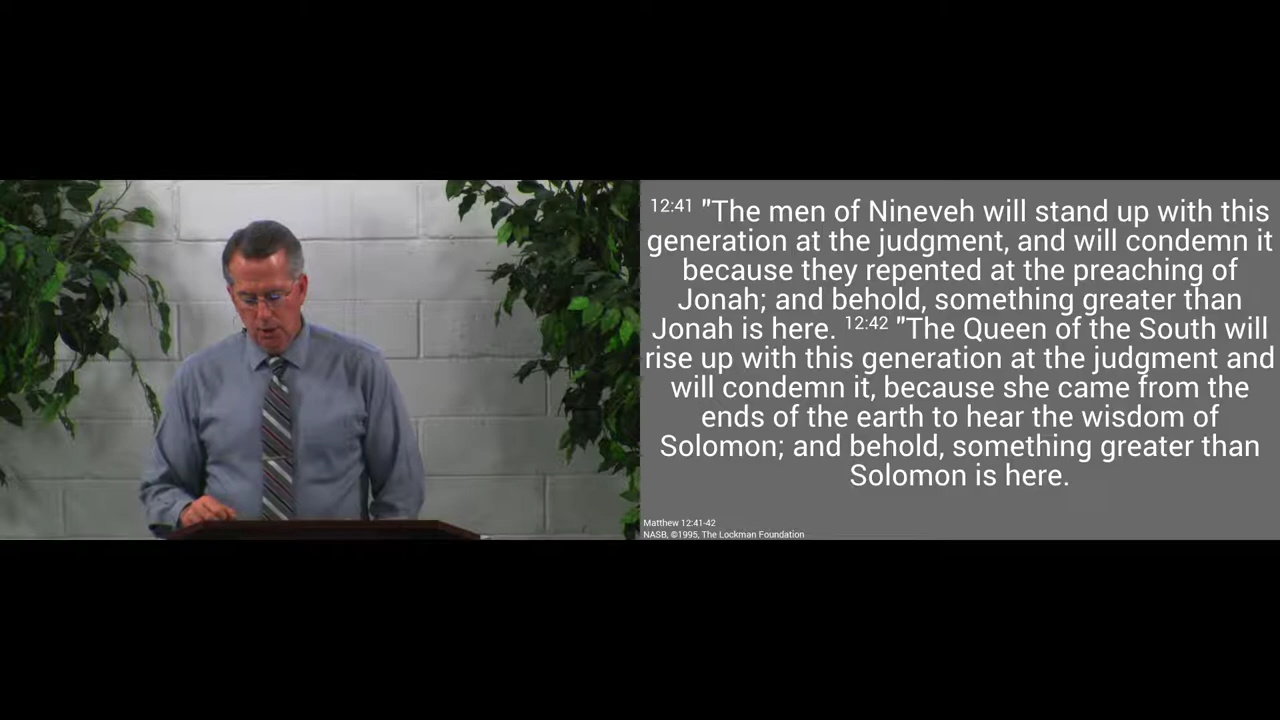 12:41 "The men of Nineveh will stand up with this
generation at the judgment, and will condemn it
because they repented at the preaching of
Jonah; and behold, something greater than
Jonah is here. 12:42 "The Queen of the South will
rise up with this generation at the judgment and
will condemn it, because she came from the
ends of the earth to hear the wisdom of
Solomon; and behold, something greater than
Solomon is here.
Matthew 12:41-42
NASB, ©1995, The Lockman Foundation